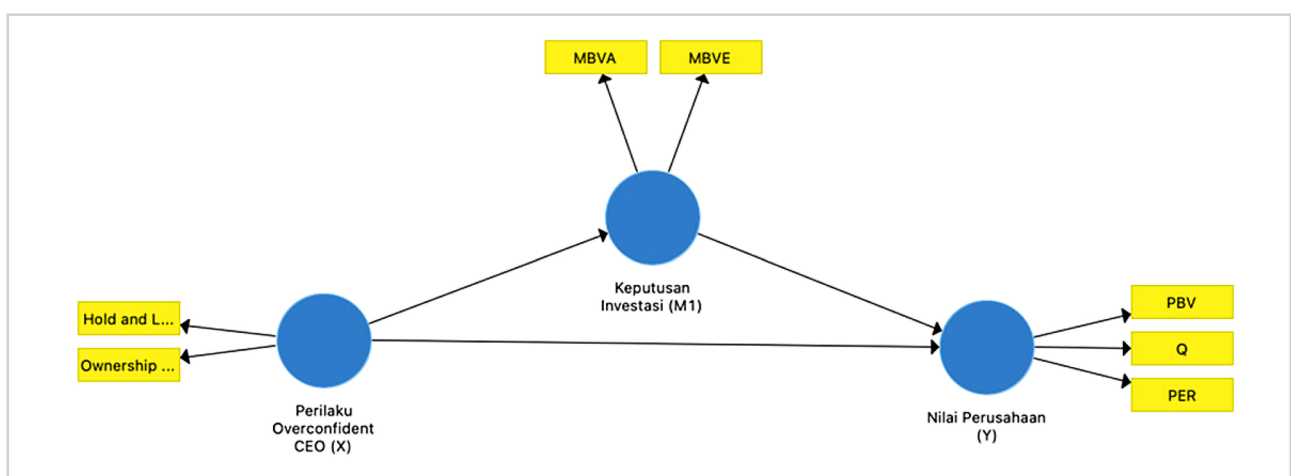 MBVA
MBVE
Keputusan
Investasi (M1)
Hold and L...
Ownership ...
Perilaku
Overconfident
CEO (X)
PBV
Q
PER
Nilai Perusahaan
(Y)